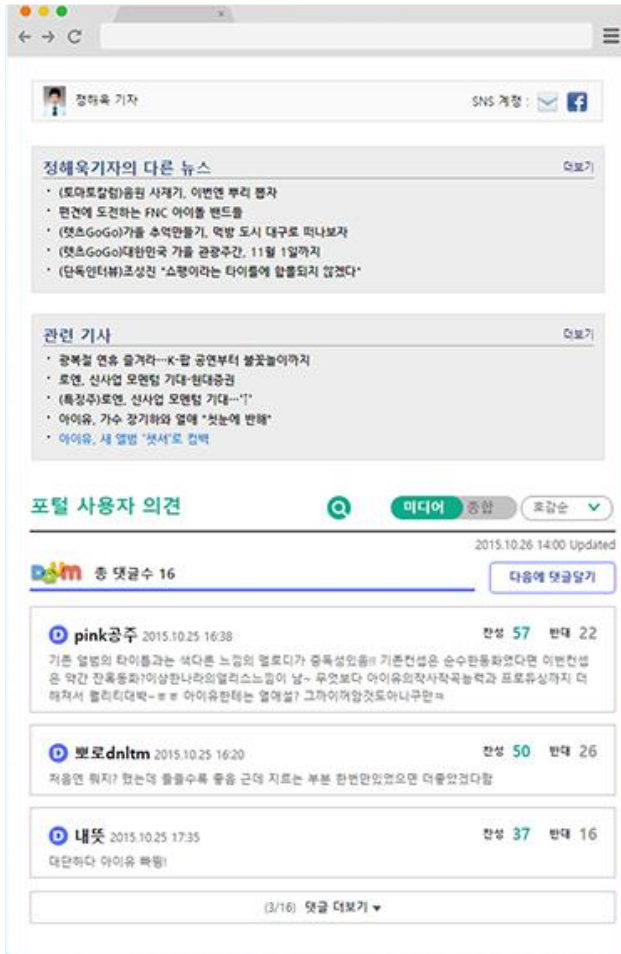 정해욱 기자
SNS 계정 :
정해욱기자의 다른 뉴스
더보기
· (토마토칼럼)음원 사재기, 이번엔 뿌리 뽑자
· 편견에 도전하는 FNC 아이돌 밴드들
· (렛츠GoGo)가을 추억만들기, 먹방 도시 대구로 떠나보자
· (렛츠GoGo)대한민국 가을 관광주간, 11월 1일까지
· (단독인터뷰)조성진 "쇼팽이라는 타이틀에 함몰되지 않겠다"
관련 기사
더보기
· 광복절 연휴 즐겨라…K-팝 공연부터 불꽃놀이까지
· 로엔, 신사업 모멘텀 기대-현대증권
· (특징주)로엔, 신사업 모멘텀 기대…'↑'
· 아이유, 가수 장기하와 열애 "첫눈에 반해"
· 아이유, 새 앨범 '챗셔'로 컴백
포털 사용자 의견
미디어
종합
호감순
2015.10.26 14:00 Updated
Daum 총 댓글수 16
다음에 댓글달기
D pink공주 2015.10.25 16:38
찬성 57 반대 22
기존 앨범의 타이틀과는 색다른 느낌의 멜로디가 중독성있음!! 기존컨셉은 순수한동화였다면 이번컨셉
은 약간 잔혹동화?이상한나라의앨리스느낌이 남~ 무엇보다 아이유의작사작곡능력과 프로듀싱까지 더
해져서 퀄리티대박~ㅎㅎ 아이유한테는 열애설? 그까이꺼암것도아니구만ㅋ
D 뽀로dnltm 2015.10.25 16:20
찬성 50 반대 26
처음엔 뭐지? 했는데 들을수록 좋음 근데 지르는 부분 한번만있었으면 더좋았겠다함
D 내뜻 2015.10.25 17:35
찬성 37 반대 16
대단하다 아이유 빠띵!
(3/16) 댓글 더보기 ▾